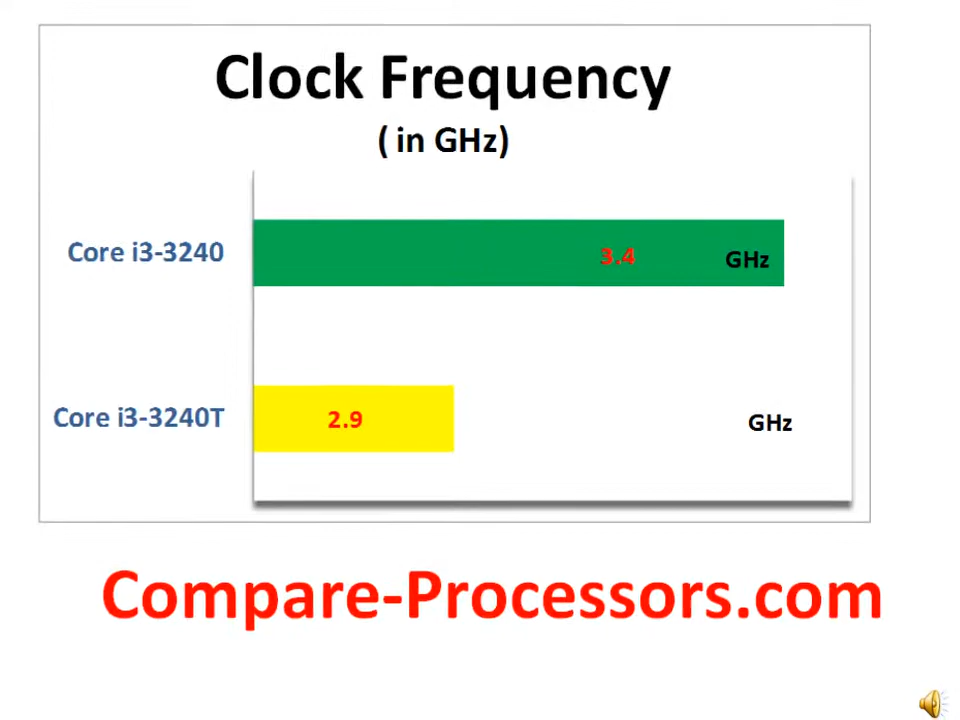 Clock Frequency
( in GHz)
Core i3-3240
3.4
GHz
Core i3-3240T
2.9
GHz
Compare-Processors.com